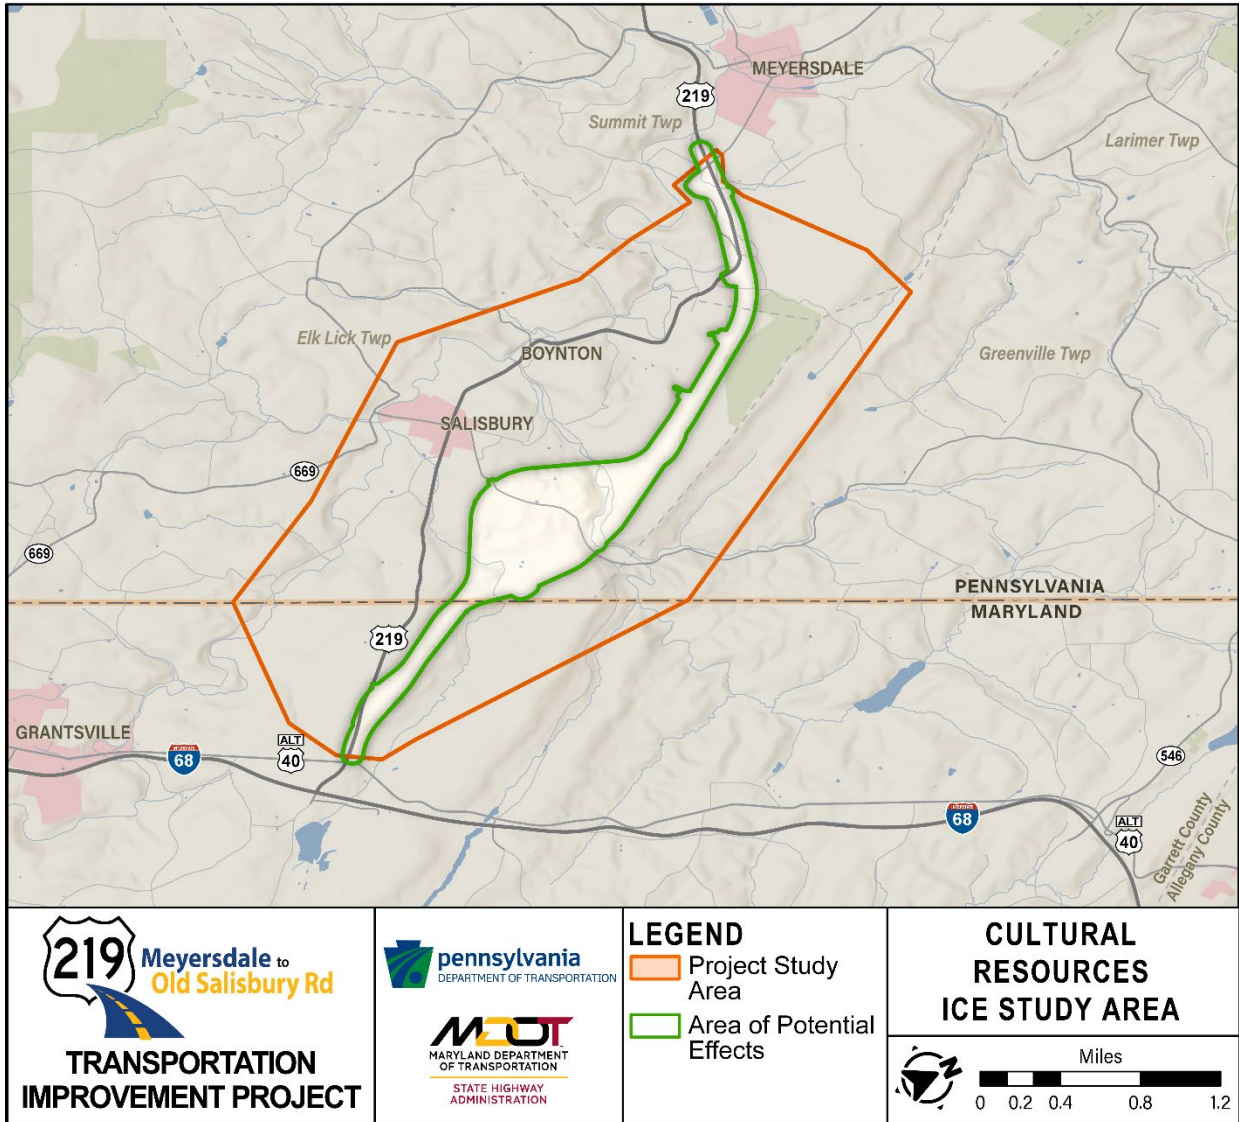 MEYERSDALE
219
Summit Twp
Larimer Twp
Elk Lick Twp
BOYNTON
Greenville Twp
SALISBURY
669
669
PENNSYLVANIA
MARYLAND
219
GRANTSVILLE
INTERSTATE
68
ALT
40
546
INTERSTATE
68
ALT
40
Garrett County
Allegany County
219
Meyersdale to
Old Salisbury Rd
TRANSPORTATION
IMPROVEMENT PROJECT
pennsylvania
DEPARTMENT OF TRANSPORTATION
MDOT
MARYLAND DEPARTMENT
OF TRANSPORTATION
STATE HIGHWAY
ADMINISTRATION
LEGEND
Project Study
Area
Area of Potential
Effects
CULTURAL
RESOURCES
ICE STUDY AREA
N
Miles
0 0.2 0.4 0.8 1.2